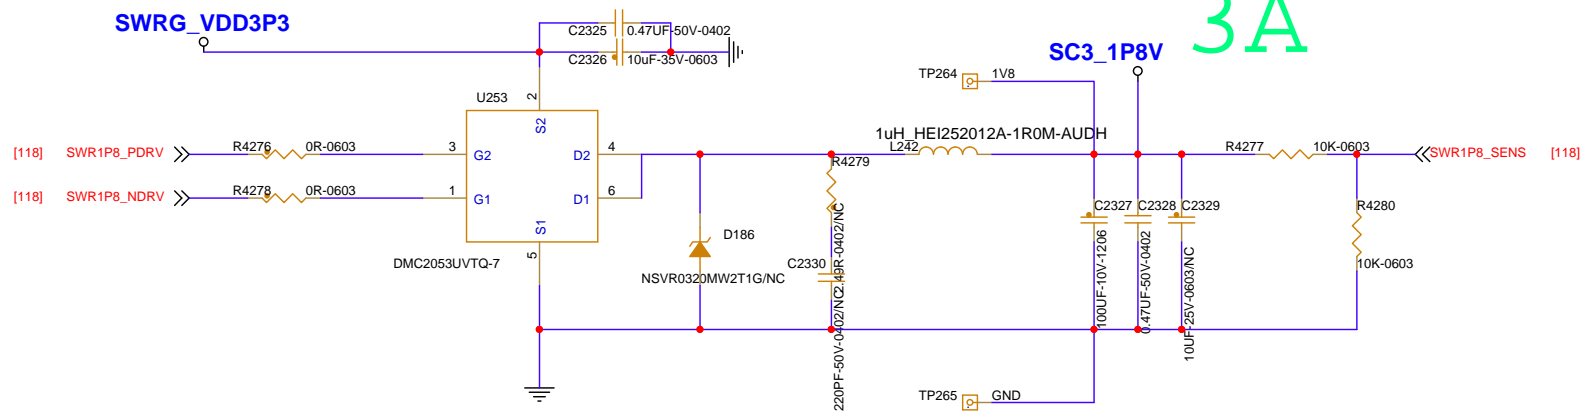 3A
SWRG_VDD3P3
C2325
0.47UF-50V-0402
C2326
10uF-35V-0603
SC3_1P8V
TP264
1V8
U253
2
S2
1uH_HEI252012A-1R0M-AUDH
L242
[118]
SWR1P8_PDRV
R4276
0R-0603
3
G2
D2
4
R4279
R4277
10K-0603
SWR1P8_SENS
[118]
[118]
SWR1P8_NDRV
R4278
0R-0603
1
G1
D1
6
S1
5
C2327
C2328
C2329
R4280
D186
DMC2053UVTQ-7
NSVR0320MW2T1G/NC
C2330
2.49R-0402/NC
220PF-50V-0402/NC
100UF-10V-1206
0.47UF-50V-0402
10UF-25V-0603/NC
10K-0603
TP265
GND